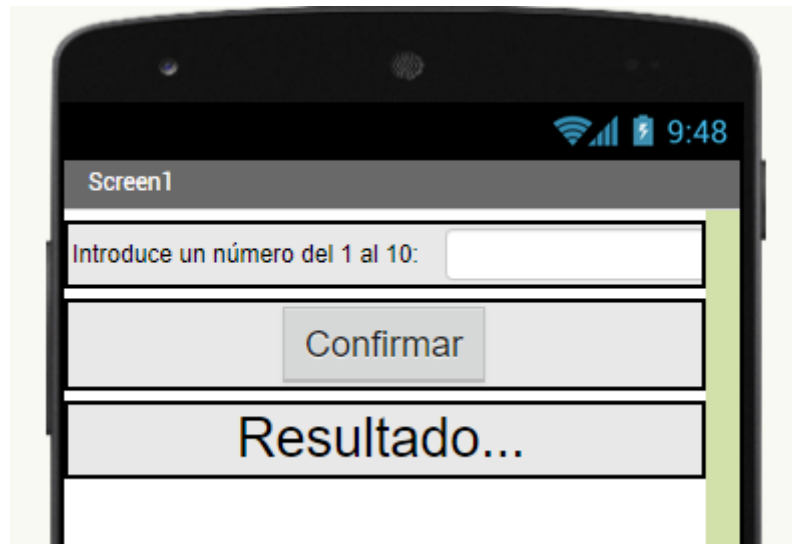 9:48
Screen1
Introduce un número del 1 al 10:
Confirmar
Resultado...